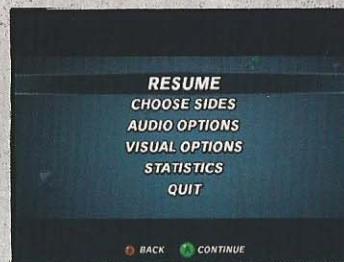 RESUME
CHOOSE SIDES
AUDIO OPTIONS
VISUAL OPTIONS
STATISTICS
QUIT
BACK A CONTINUE